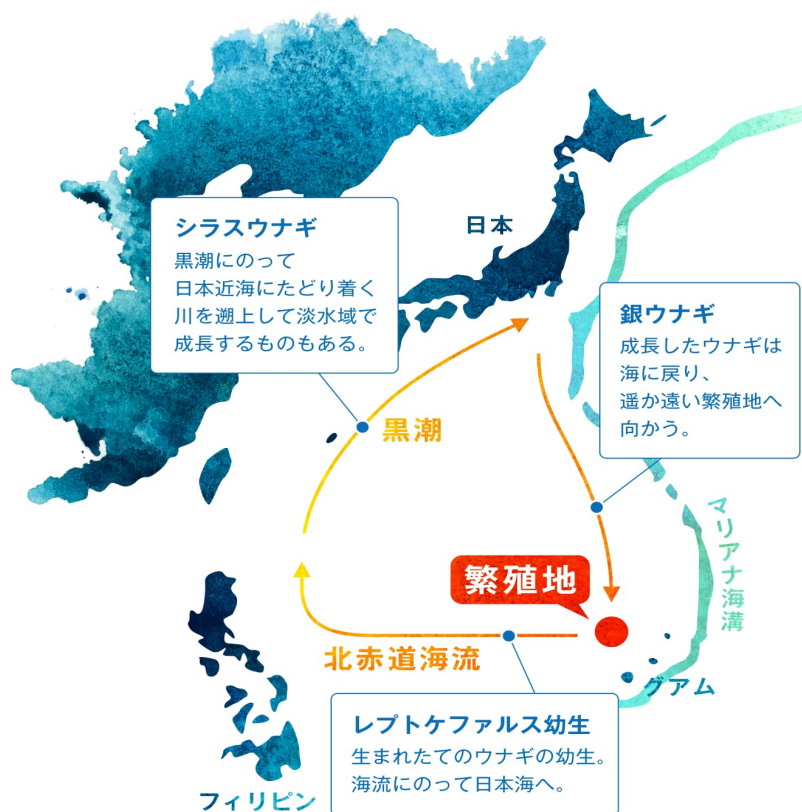 日本
シラスウナギ
黒潮にのって
日本近海にたどり着く
川を遡上して淡水域で
成長するものもある。
銀ウナギ
成長したウナギは
海に戻り、
遥か遠い繁殖地へ
向かう。
黒潮
マリアナ海溝
繁殖地
北赤道海流
グアム
レプトケファルス幼生
生まれたてのウナギの幼生。
海流にのって日本海へ。
フィリピン